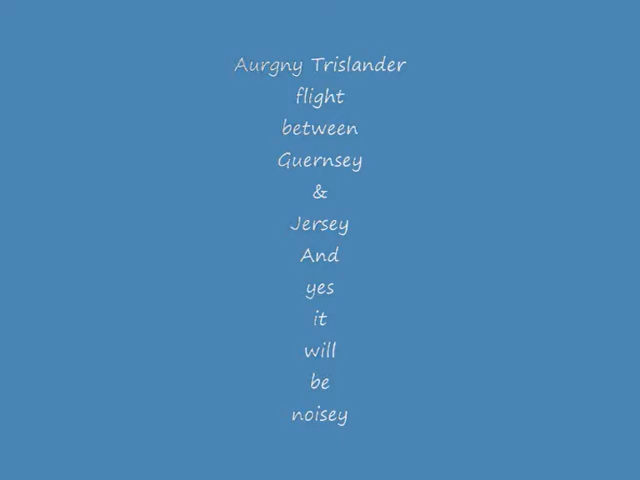 Aurgny Trislander
flight
between
Guernsey
&
Jersey
And
yes
it
will
be
noisey